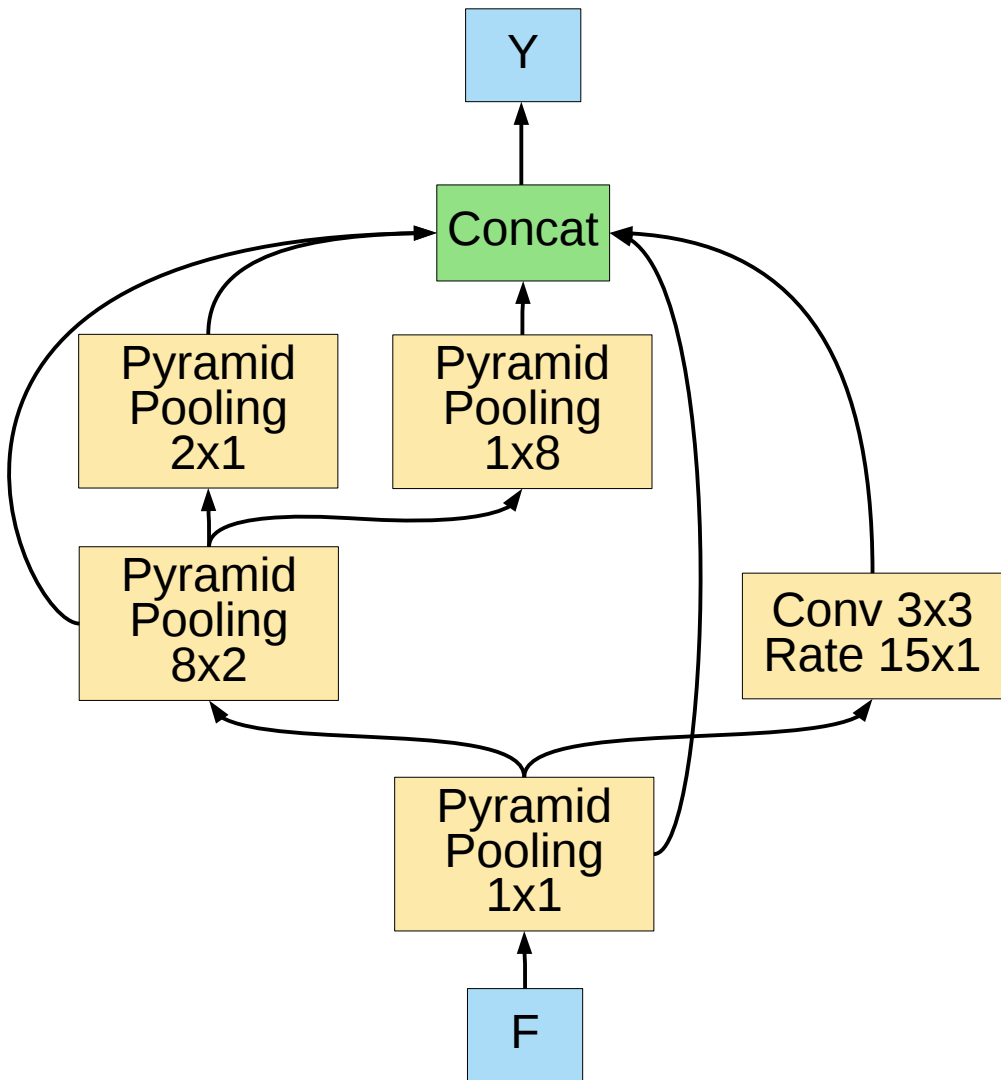 Y
Concat
Pyramid
Pooling
2x1
Pyramid
Pooling
1x8
Pyramid
Pooling
8x2
Conv 3x3
Rate 15x1
Pyramid
Pooling
1x1
F